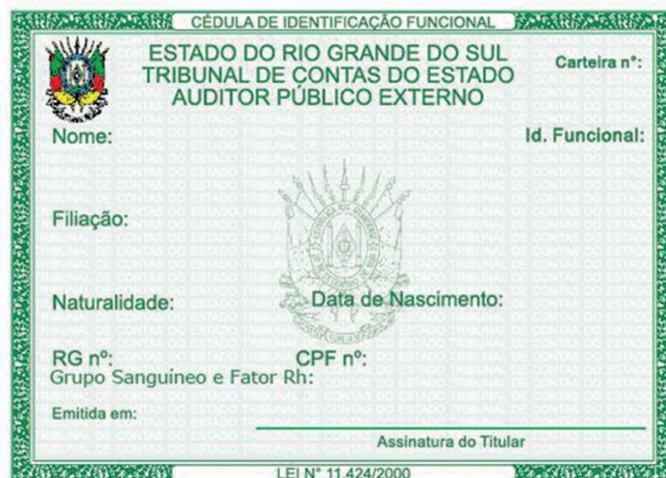 CÉDULA DE IDENTIFICAÇÃO FUNCIONAL
ESTADO DO RIO GRANDE DO SUL
TRIBUNAL DE CONTAS DO ESTADO
AUDITOR PÚBLICO EXTERNO
Carteira n°:
Nome:
Id. Funcional:
Filiação:
Naturalidade:
Data de Nascimento:
RG nº:
CPF nº:
Grupo Sanguíneo e Fator Rh:
Emitida em:
Assinatura do Titular
LEI N° 11.424/2000